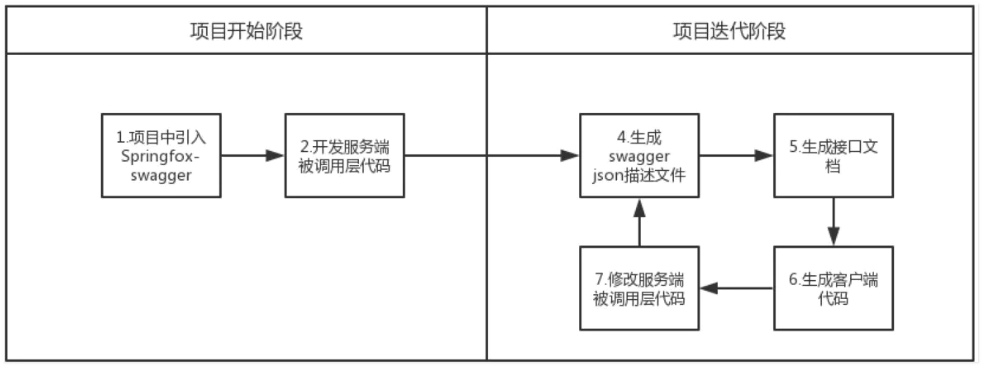 项目开始阶段
项目迭代阶段
1.项目中引入
Springfox-
swagger
2.开发服务端
被调用层代码
4.生成
swagger
json描述文件
5.生成接口文
档
7.修改服务端
被调用层代码
6.生成客户端
代码